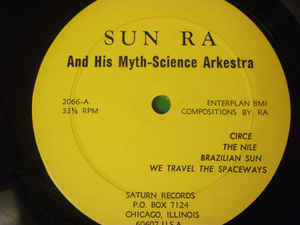 SUN RA
And His Myth-Science Arkestra
2066-A
33⅓ RPM
ENTERPLAN BMI
COMPOSITIONS BY RA
CIRCE
THE NILE
BRAZILIAN SUN
WE TRAVEL THE SPACEWAYS
SATURN RECORDS
P.O. BOX 7124
CHICAGO, ILLINOIS
60607 U.S.A.